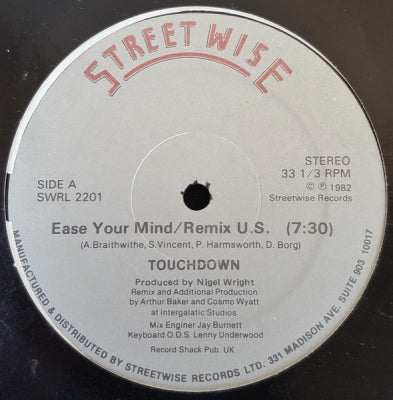 STREETWISE
STEREO
33 1/3 RPM
© ℗ 1982
Streetwise Records
SIDE A
SWRL 2201
Ease Your Mind/Remix U.S. (7:30)
(A.Braithwithe, S.Vincent, P. Harmsworth, D. Borg)
TOUCHDOWN
Produced by Nigel Wright
Remix and Additional Production
by Arthur Baker and Cosmo Wyatt
at Intergalatic Studios
Mix Enginer Jay Burnett
Keyboard O.D.S. Lenny Underwood
Record Shack Pub. UK
MANUFACTURED & DISTRIBUTED BY STREETWISE RECORDS LTD. 331 MADISON AVE. SUITE 903 10017